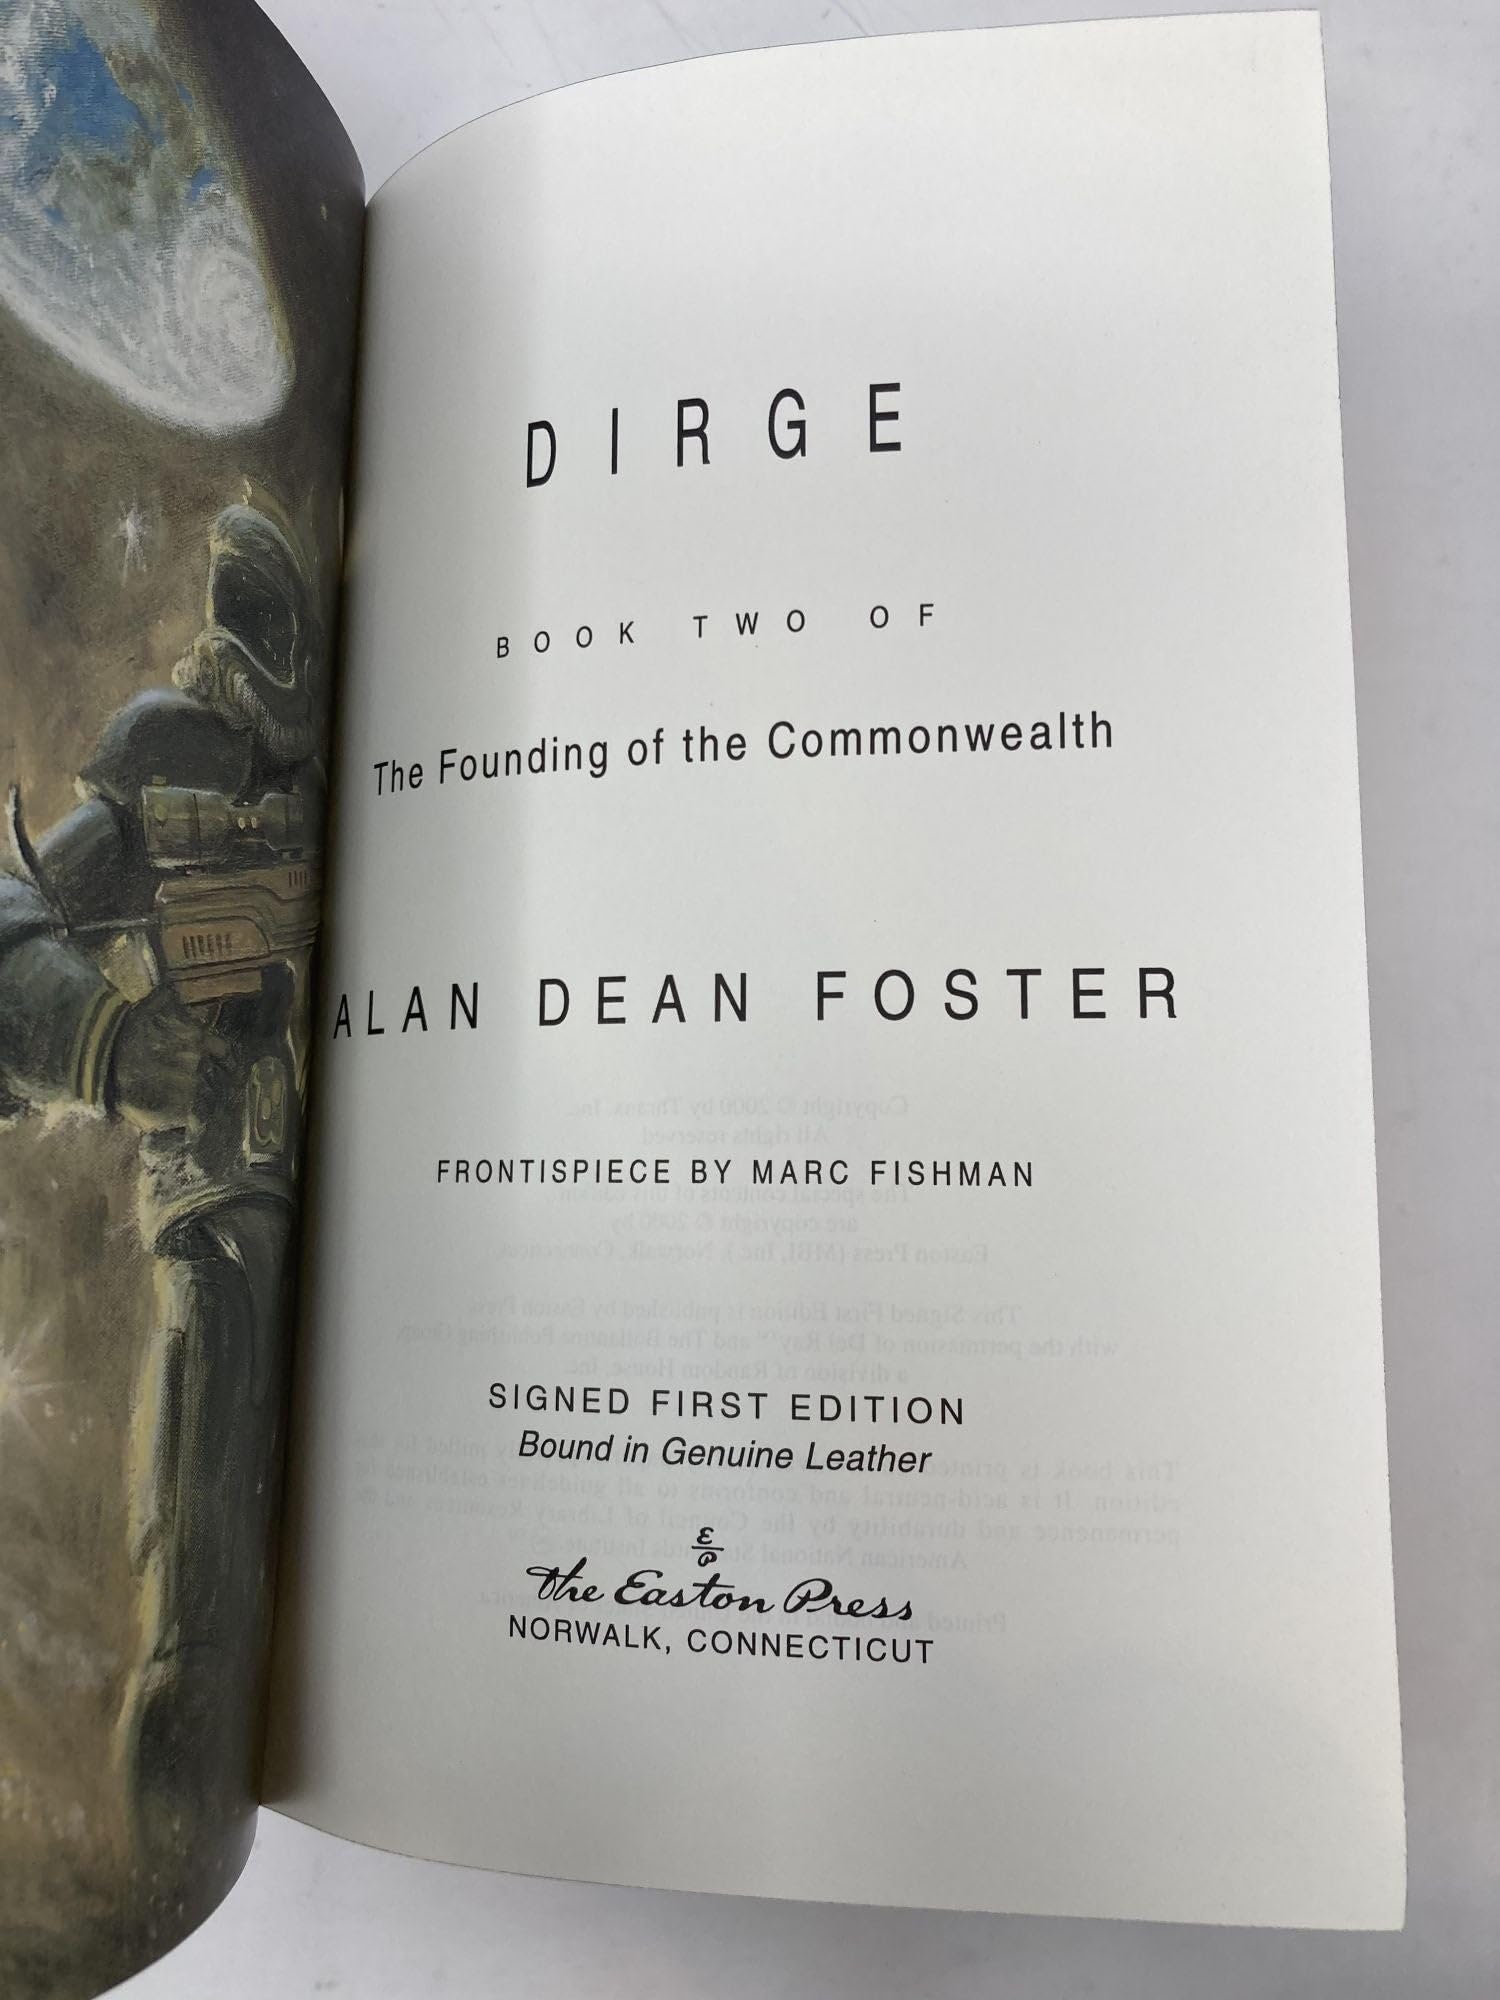 DIRGE
BOOK TWO OF
The Founding of the Commonwealth
ALAN DEAN FOSTER
FRONTISPIECE BY MARC FISHMAN
SIGNED FIRST EDITION
Bound in Genuine Leather
The Easton Press
NORWALK, CONNECTICUT